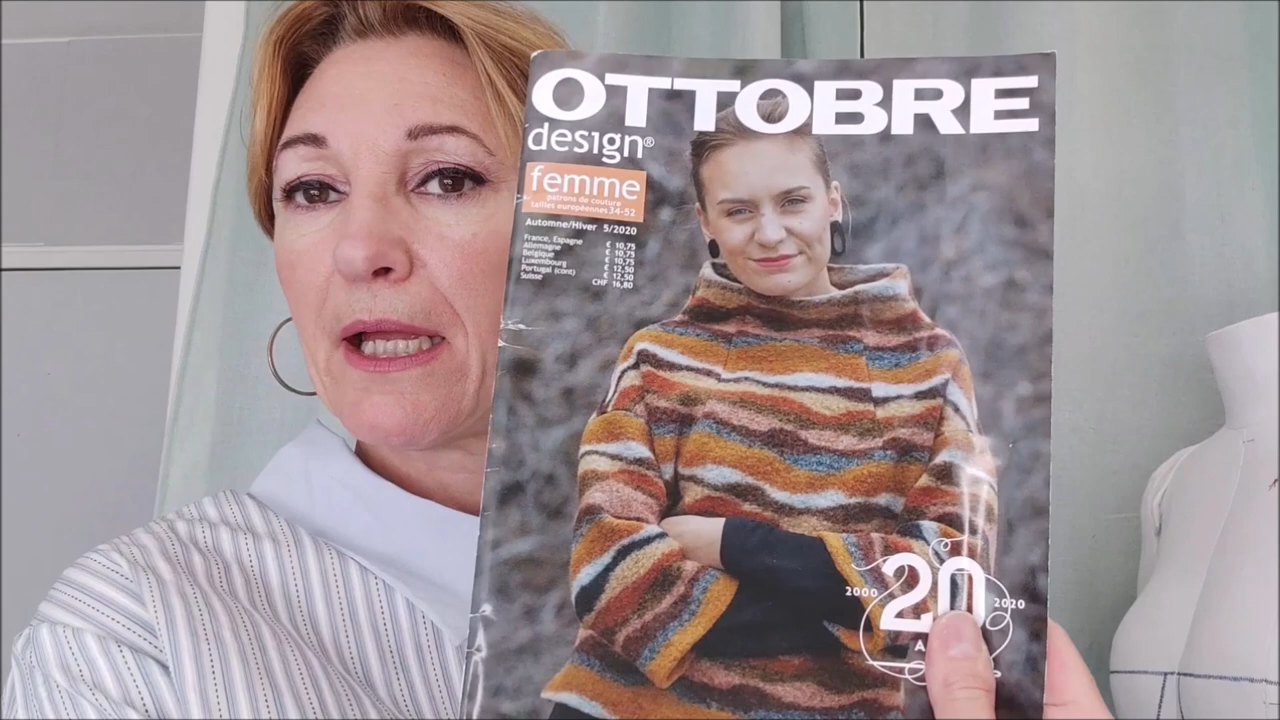 OTTOBRE
design®
femme
patrons de couture
tailles européennes 34-52
Automne/Hiver 5/2020
France, Espagne € 10,75
Allemagne € 10,75
Belgique € 10,75
Luxembourg € 12,50
Portugal (cont) € 12,50
Suisse CHF 16,80
2000 20 2020
A